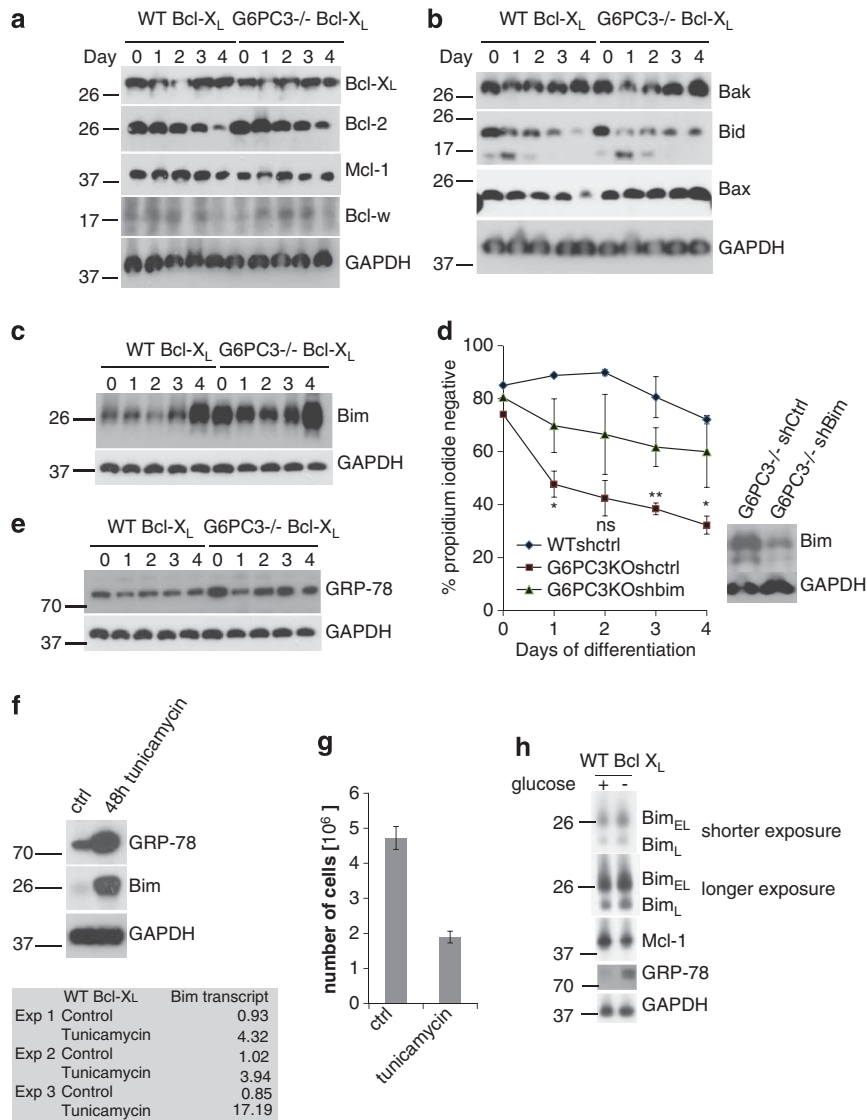 a
WT Bcl-XL G6PC3-/- Bcl-XL
Day 0 1 2 3 4 0 1 2 3 4
26 Bcl-XL
26 Bcl-2
37 Mcl-1
17 Bcl-w
37 GAPDH
b
WT Bcl-XL G6PC3-/- Bcl-XL
Day 0 1 2 3 4 0 1 2 3 4
26 Bak
26
17 Bid
26 Bax
37 GAPDH
c
WT Bcl-XL G6PC3-/- Bcl-XL
0 1 2 3 4 0 1 2 3 4
26 Bim
37 GAPDH
d
% propidium iodide negative
100
80
60
40
20
0
* ns ** *
WTshctrl
G6PC3KOshctrl
G6PC3KOshbim
0 1 2 3 4
Days of differentiation
G6PC3-/- shCtrl
G6PC3-/- shBim
Bim
GAPDH
e
WT Bcl-XL G6PC3-/- Bcl-XL
0 1 2 3 4 0 1 2 3 4
70 GRP-78
37 GAPDH
f
ctrl
48h tunicamycin
70 GRP-78
26 Bim
37 GAPDH
WT Bcl-XL Bim transcript
Exp 1 Control 0.93
Tunicamycin 4.32
Exp 2 Control 1.02
Tunicamycin 3.94
Exp 3 Control 0.85
Tunicamycin 17.19
g
number of cells [10⁶ ]
6
5
4
3
2
1
0
ctrl
tunicamycin
h
WT Bcl XL
glucose + -
26 BimEL
BimL
shorter exposure
26 BimEL
BimL
longer exposure
37 Mcl-1
70 GRP-78
37 GAPDH